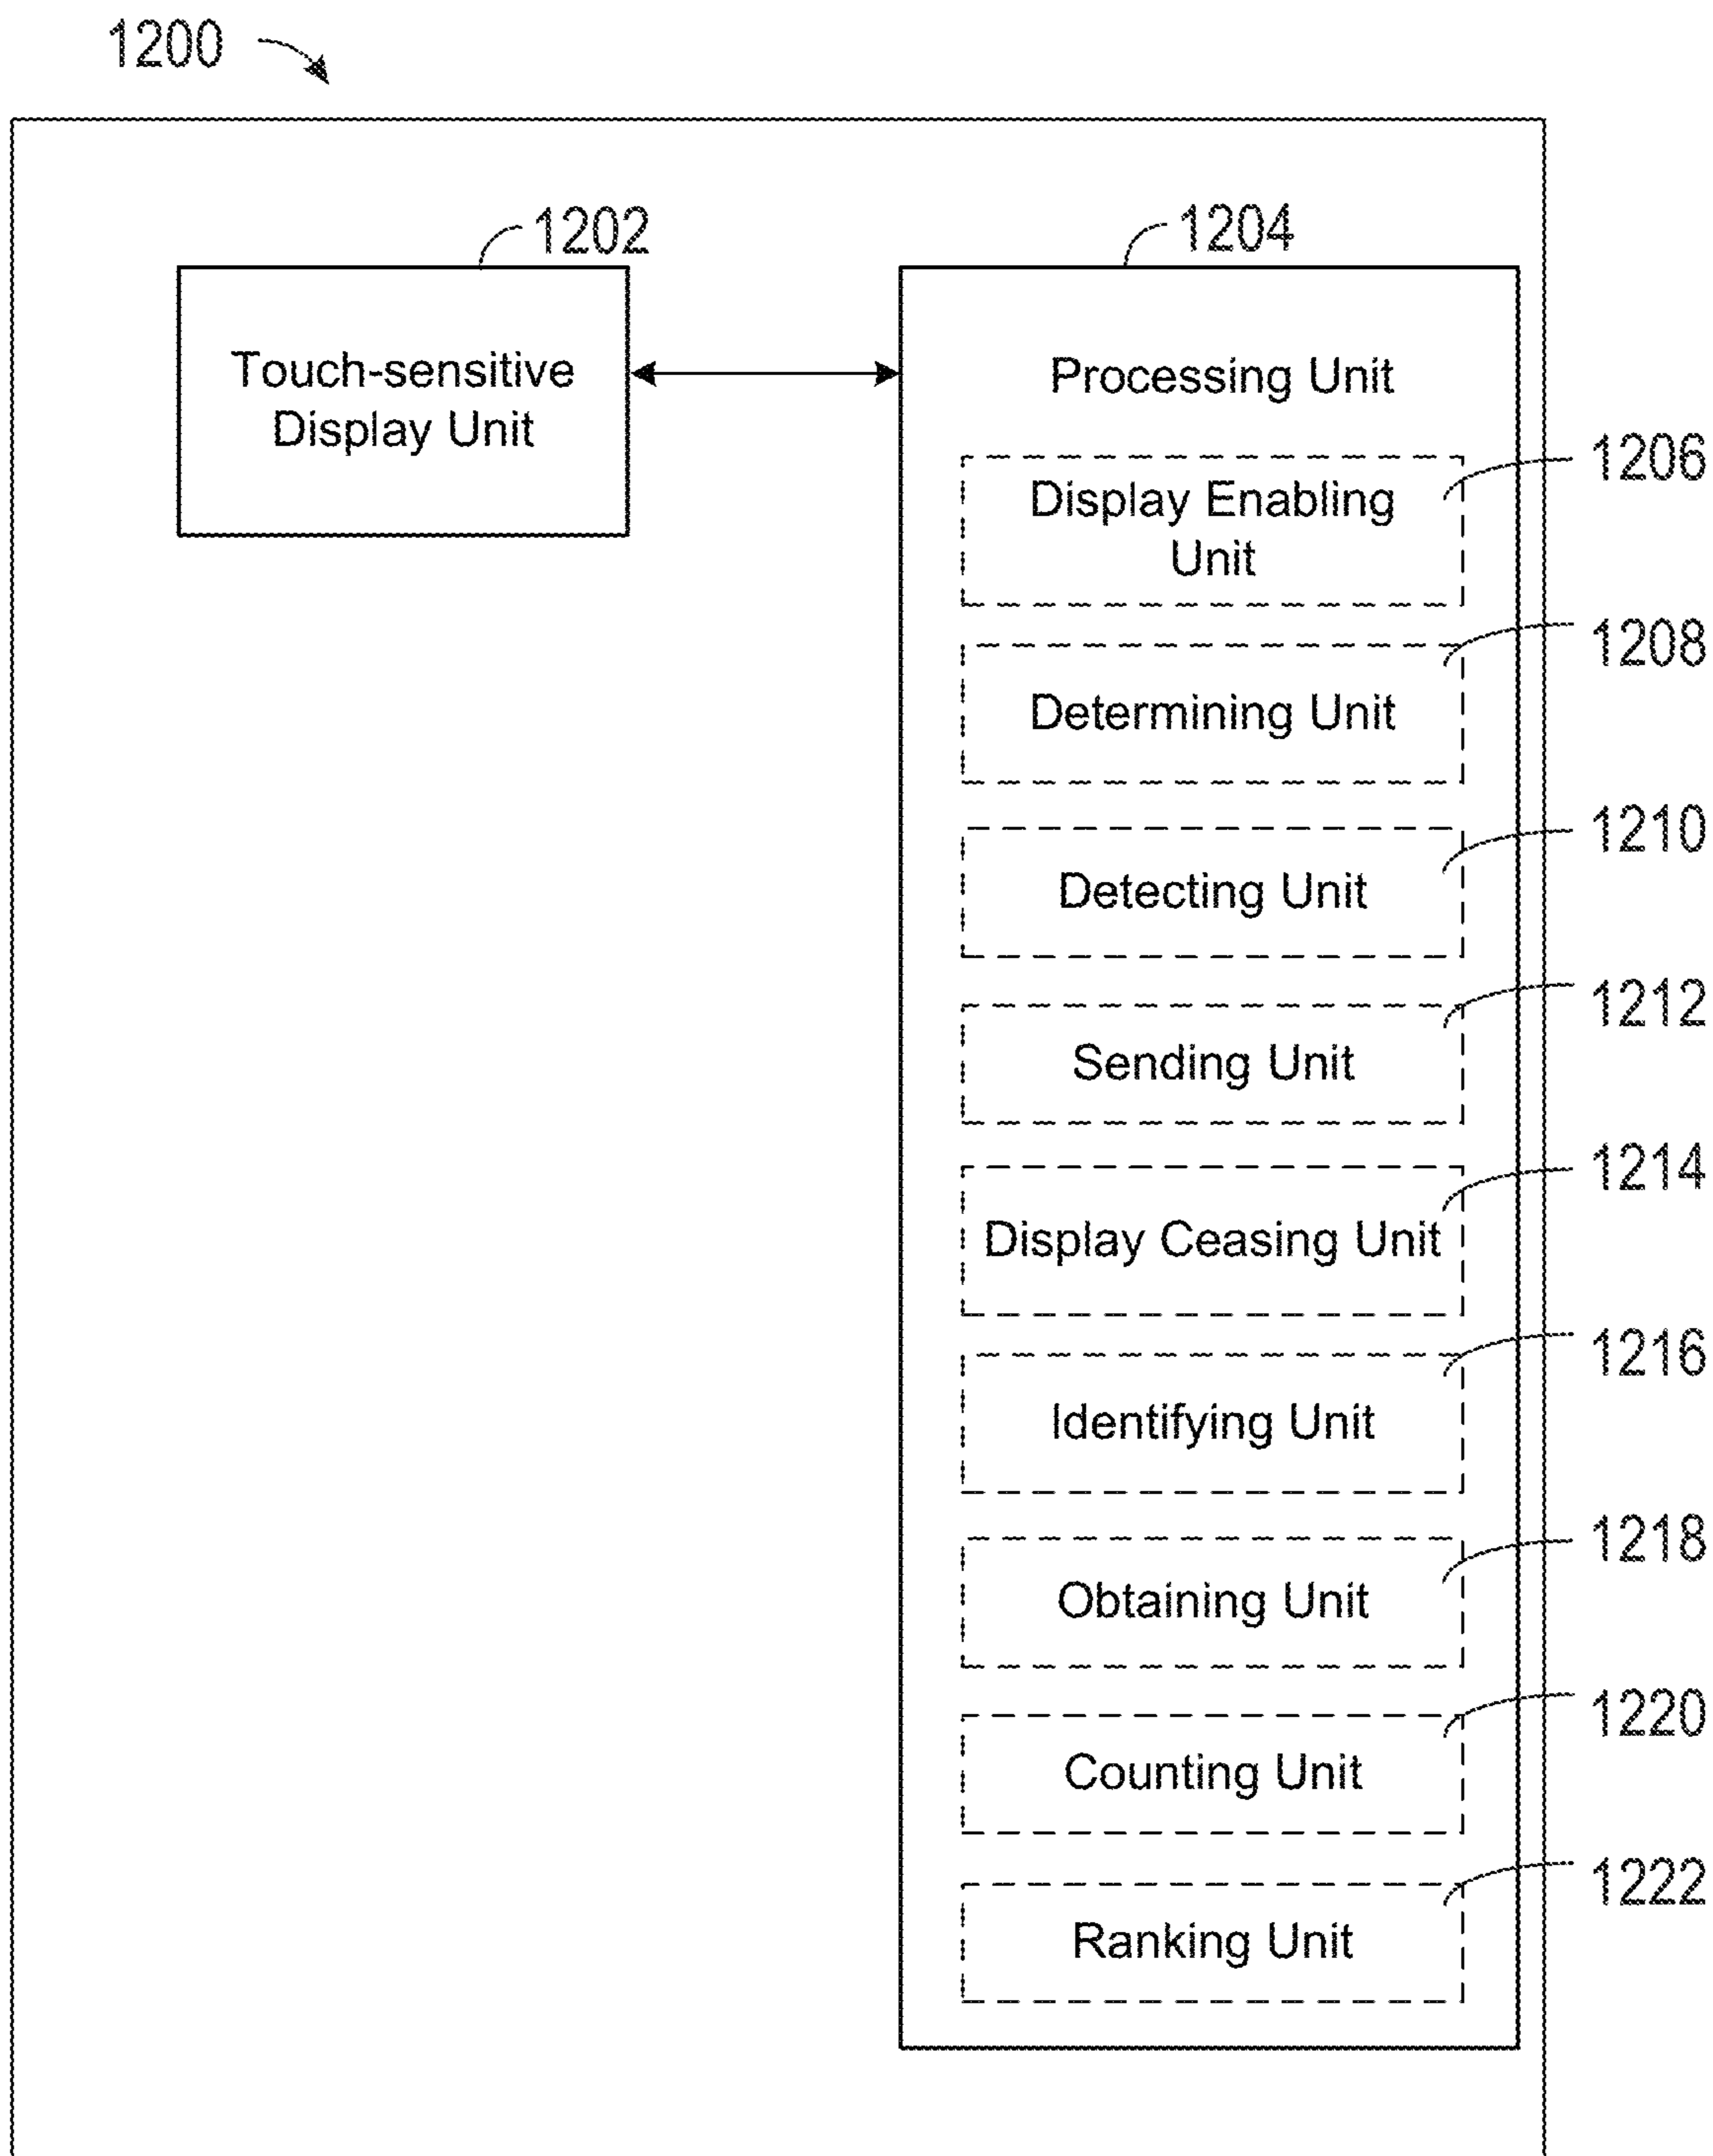 1200
1202
1204
Touch-sensitive
Display Unit
Processing Unit
1206
Display Enabling
Unit
1208
Determining Unit
1210
Detecting Unit
1212
Sending Unit
1214
Display Ceasing Unit
1216
Identifying Unit
1218
Obtaining Unit
1220
Counting Unit
1222
Ranking Unit